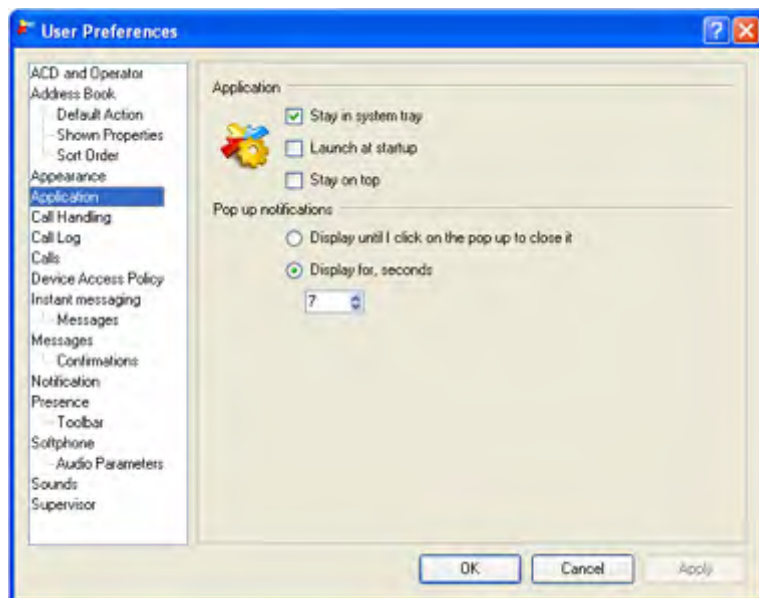 User Preferences
ACD and Operator
Address Book
Default Action
Shown Properties
Sort Order
Appearance
Application
Call Handling
Call Log
Calls
Device Access Policy
Instant messaging
Messages
Messages
Confirmations
Notification
Presence
Toolbar
Softphone
Audio Parameters
Sounds
Supervisor
Application
Stay in system tray
Launch at startup
Stay on top
Pop up notifications
Display until I click on the pop up to close it
Display for, seconds
7
OK Cancel Apply